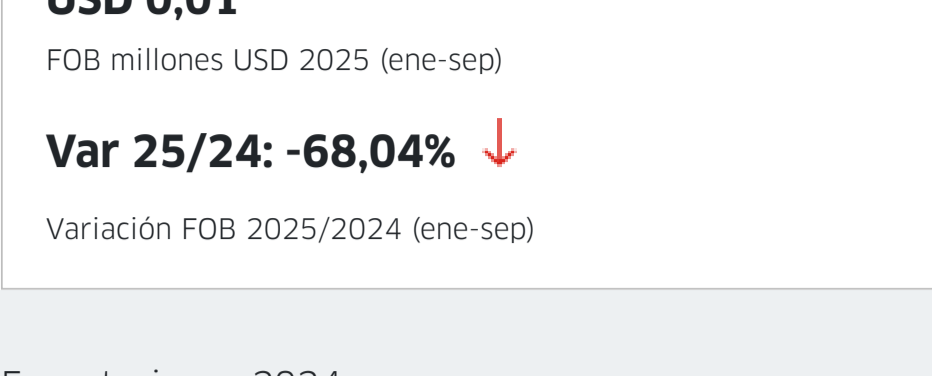 USD 0,01
FOB millones USD 2025 (ene-sep)
Var 25/24: -68,04%
Variación FOB 2025/2024 (ene-sep)